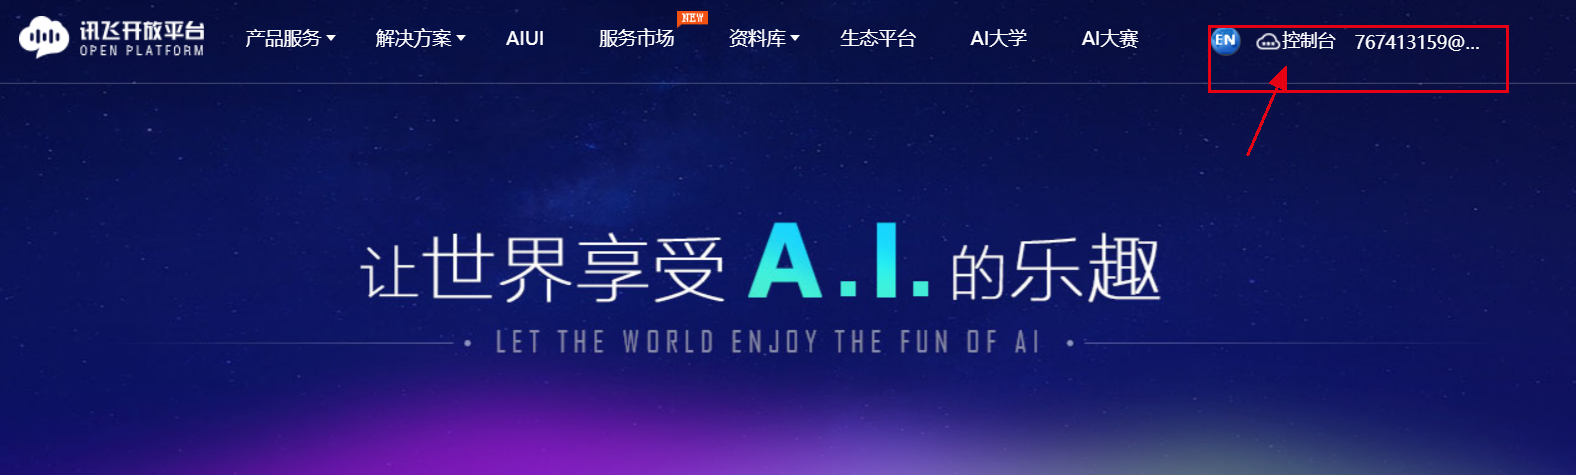 讯飞开放平台
OPEN PLATFORM
产品服务 解决方案 AIUI 服务市场 NEW 资料库 生态平台 AI大学 AI大赛 EN 控制台 767413159@...
让世界享受 A.I. 的乐趣
LET THE WORLD ENJOY THE FUN OF AI